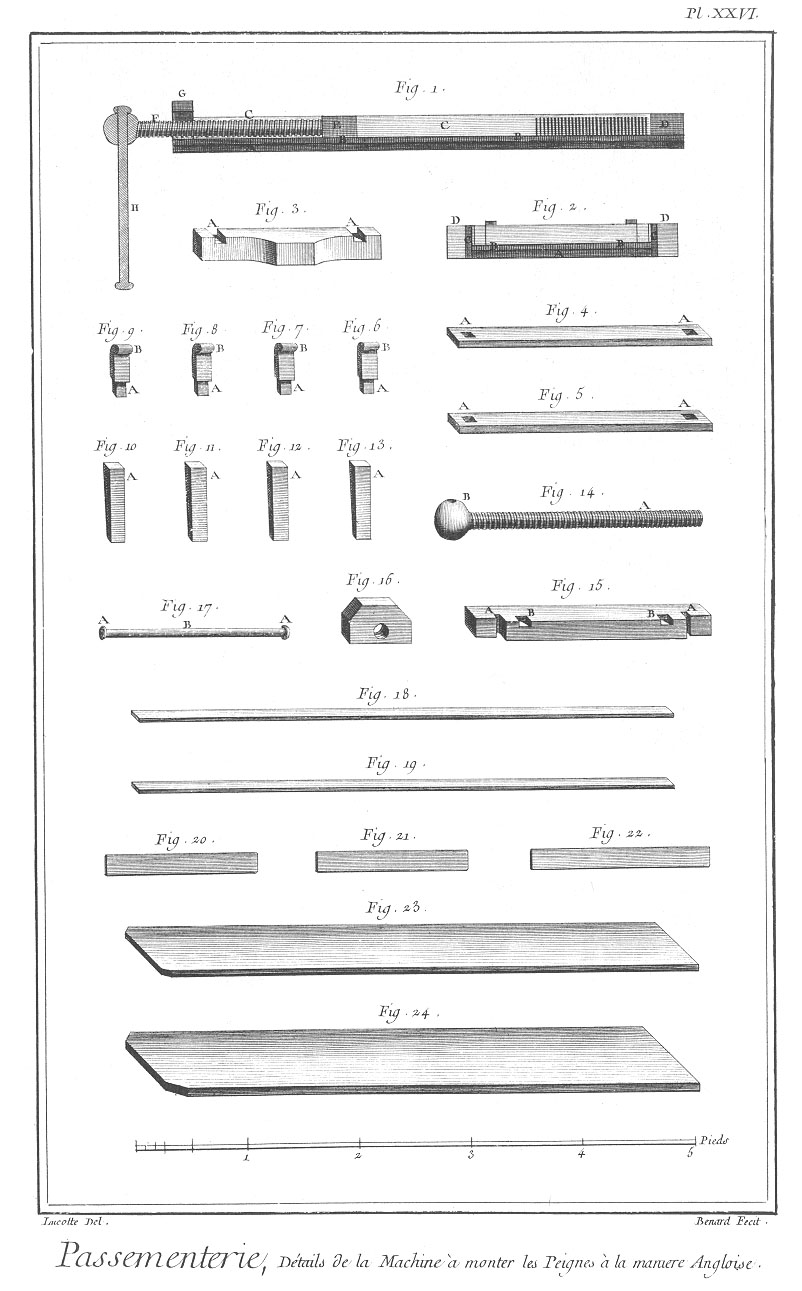 Pl. XXVI.
Fig. 1.
G
F C B C D
B B
A
H
Fig. 3.
A A
Fig. 2.
D D
B B
A
Fig. 9. Fig. 8. Fig. 7. Fig. 6.
B B B B
A A A A
Fig. 4.
A A
Fig. 5.
A A
Fig. 10 Fig. 11. Fig. 12. Fig. 13.
A A A A
Fig. 14.
B A
Fig. 17.
A B A
Fig. 16.
Fig. 15.
A B B A
Fig. 18.
Fig. 19.
Fig. 20. Fig. 21. Fig. 22.
Fig. 23.
Fig. 24.
1 2 3 4 5 Pieds
Lucotte Del. Benard Fecit.
Passementerie, Détails de la Machine à monter les Peignes à la maniere Angloise.